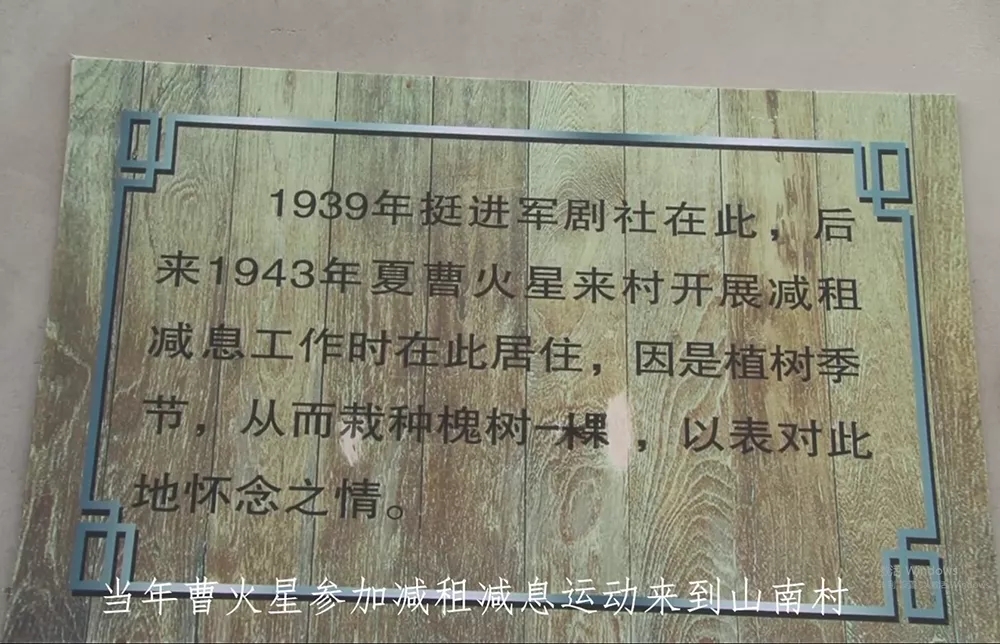 1939年挺进军剧社在此，后
来1943年夏曹火星来村开展减租
减息工作时在此居住，因是植树季
节，从而栽种槐树一棵，以表对此
地怀念之情。
当年曹火星参加减租减息运动来到山南村
Windows